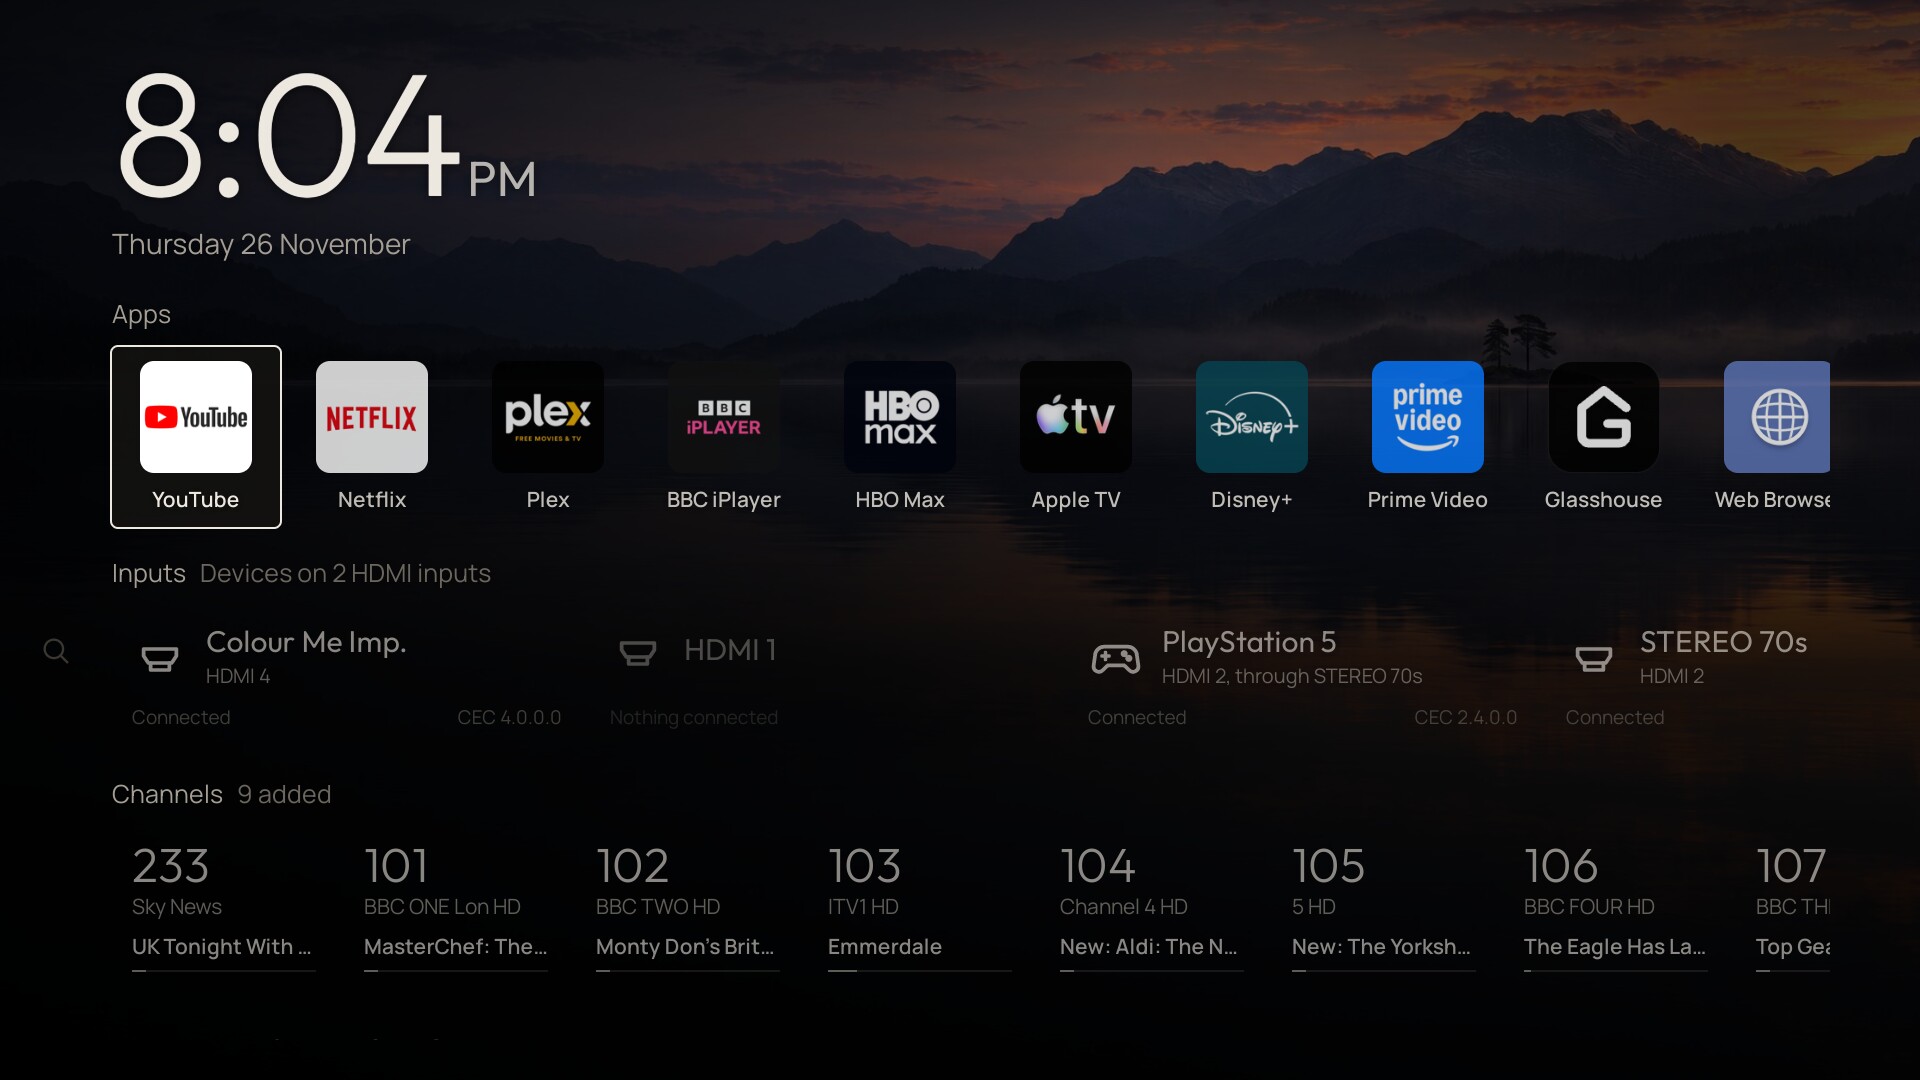 8:04 PM
Thursday 26 November
Apps
YouTube
NETFLIX
plex
FREE MOVIES & TV
BBC
iPLAYER
HBO
max
tv
Disney+
prime
video
YouTube
Netflix
Plex
BBC iPlayer
HBO Max
Apple TV
Disney+
Prime Video
Glasshouse
Web Browse
Inputs Devices on 2 HDMI inputs
Colour Me Imp.
HDMI 4
Connected
CEC 4.0.0.0
HDMI 1
Nothing connected
PlayStation 5
HDMI 2, through STEREO 70s
Connected
CEC 2.4.0.0
STEREO 70s
HDMI 2
Connected
Channels 9 added
233
Sky News
UK Tonight With ...
101
BBC ONE Lon HD
MasterChef: The...
102
BBC TWO HD
Monty Don's Brit...
103
ITV1 HD
Emmerdale
104
Channel 4 HD
New: Aldi: The N...
105
5 HD
New: The Yorksh...
106
BBC FOUR HD
The Eagle Has La...
107
BBC TH
Top Gea